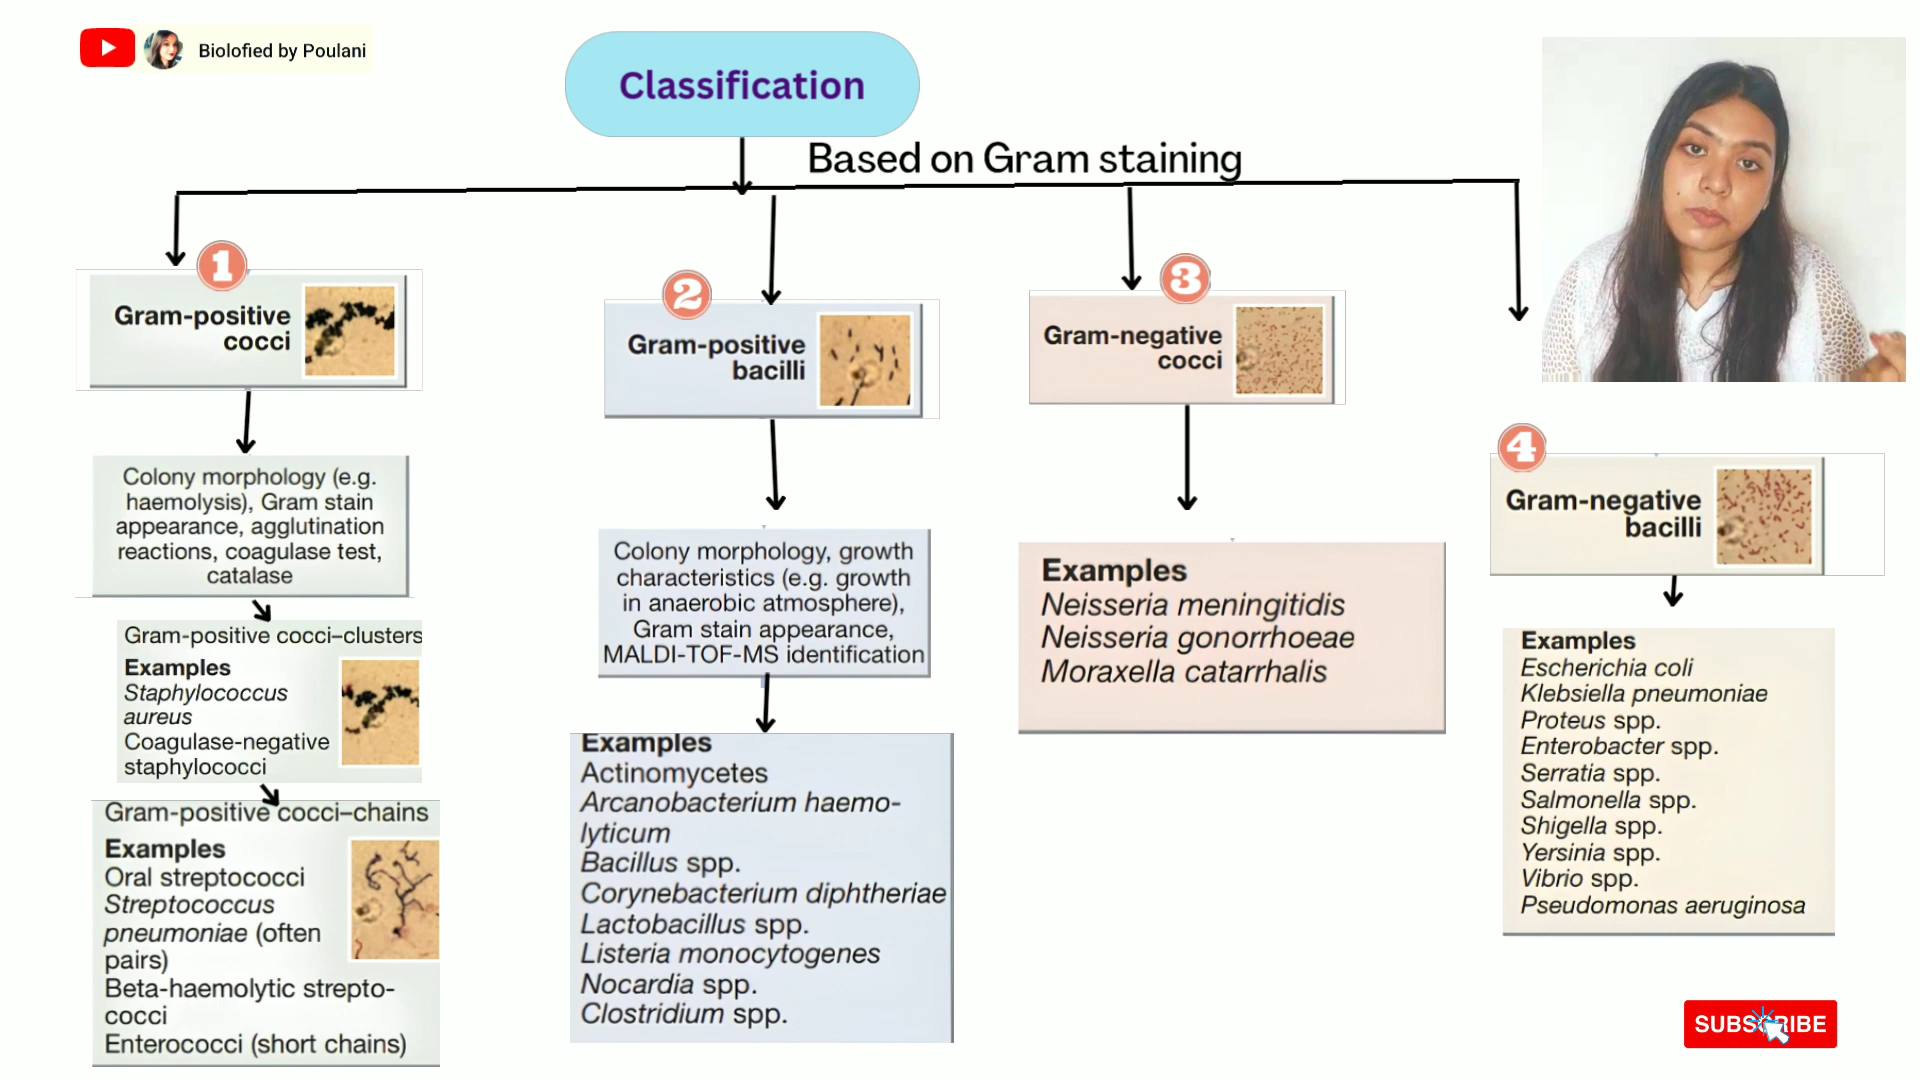 Biolofied by Poulani
Classification
Based on Gram staining
1
Gram-positive
cocci
Colony morphology (e.g.
haemolysis), Gram stain
appearance, agglutination
reactions, coagulase test,
catalase
Gram-positive cocci–clusters
Examples
Staphylococcus
aureus
Coagulase-negative
staphylococci
Gram-positive cocci–chains
Examples
Oral streptococci
Streptococcus
pneumoniae (often
pairs)
Beta-haemolytic strepto-
cocci
Enterococci (short chains)
2
Gram-positive
bacilli
Colony morphology, growth
characteristics (e.g. growth
in anaerobic atmosphere),
Gram stain appearance,
MALDI-TOF-MS identification
Examples
Actinomycetes
Arcanobacterium haemo-
lyticum
Bacillus spp.
Corynebacterium diphtheriae
Lactobacillus spp.
Listeria monocytogenes
Nocardia spp.
Clostridium spp.
3
Gram-negative
cocci
Examples
Neisseria meningitidis
Neisseria gonorrhoeae
Moraxella catarrhalis
4
Gram-negative
bacilli
Examples
Escherichia coli
Klebsiella pneumoniae
Proteus spp.
Enterobacter spp.
Serratia spp.
Salmonella spp.
Shigella spp.
Yersinia spp.
Vibrio spp.
Pseudomonas aeruginosa
SUBSCRIBE